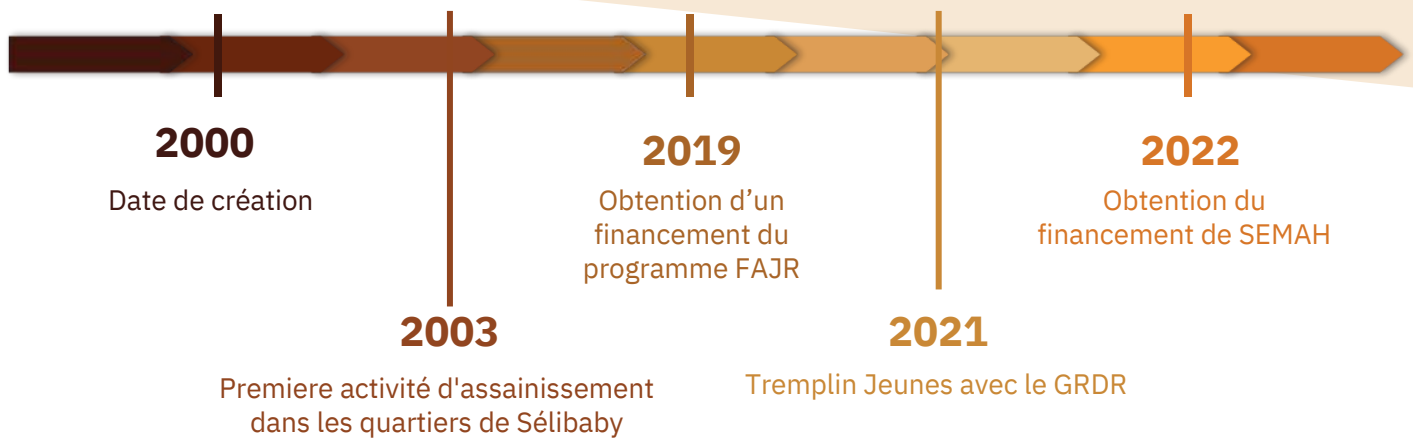 2000
Date de création
2003
Premiere activité d'assainissement
dans les quartiers de Sélibaby
2019
Obtention d’un
financement du
programme FAJR
2021
Tremplin Jeunes avec le GRDR
2022
Obtention du
financement de SEMAH